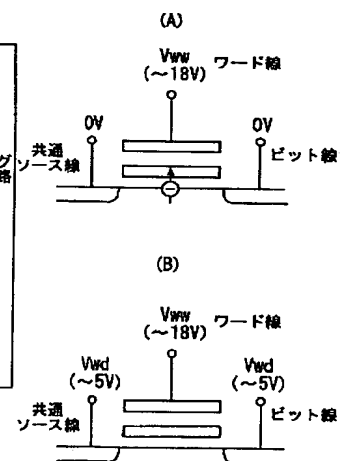 (A)
Vww
(～18V)
ワード線
0V
0V
共通
ソース線
ビット線
グ
路
(B)
Vww
(～18V)
ワード線
Vwd
(～5V)
Vwd
(～5V)
共通
ソース線
ビット線